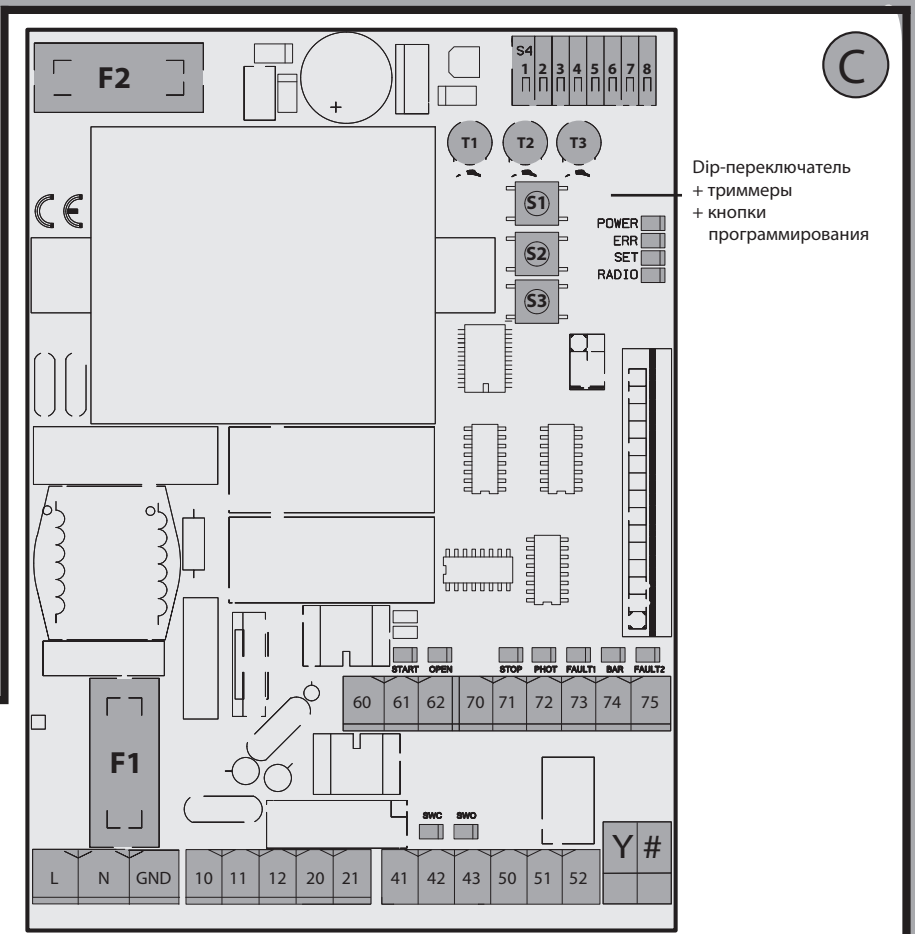 F2
S4
1 2 3 4 5 6 7 8
C
T1 T2 T3
Dip-переключатель
+ триммеры
+ кнопки
программирования
CE
S1
S2
S3
POWER
ERR
SET
RADIO
+
START OPEN STOP PHOT FAULT1 BAR FAULT2
60 61 62 70 71 72 73 74 75
F1
SWC SWO
Y #
L N GND 10 11 12 20 21 41 42 43 50 51 52